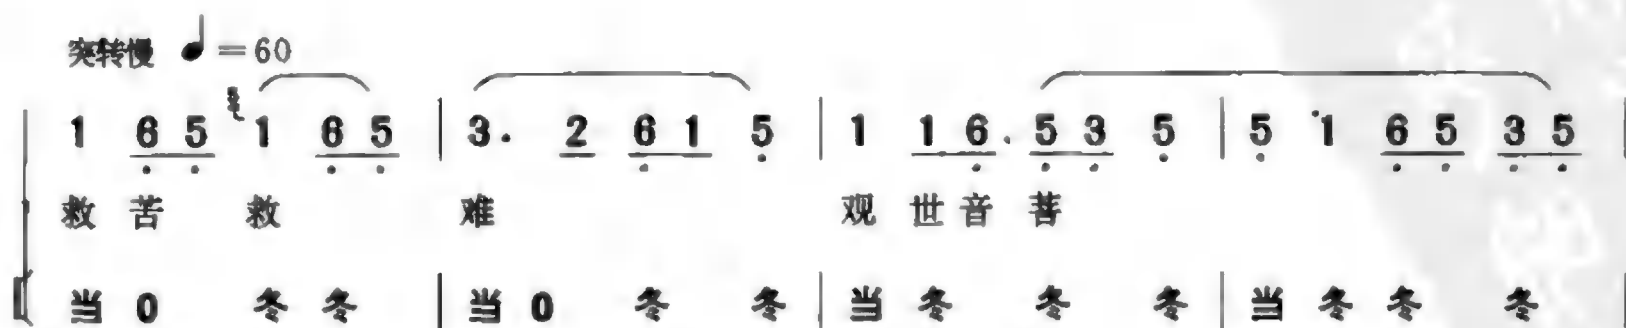 突转慢 ♩=60
1 6 5 1 6 5 | 3. 2 6 1 5 | 1 1 6. 5 3 5 | 5 1 6 5 3 5
救 苦 救 难 观 世 音 菩
当 0 冬 冬 | 当 0 冬 冬 | 当 冬 冬 冬 | 当 冬 冬 冬